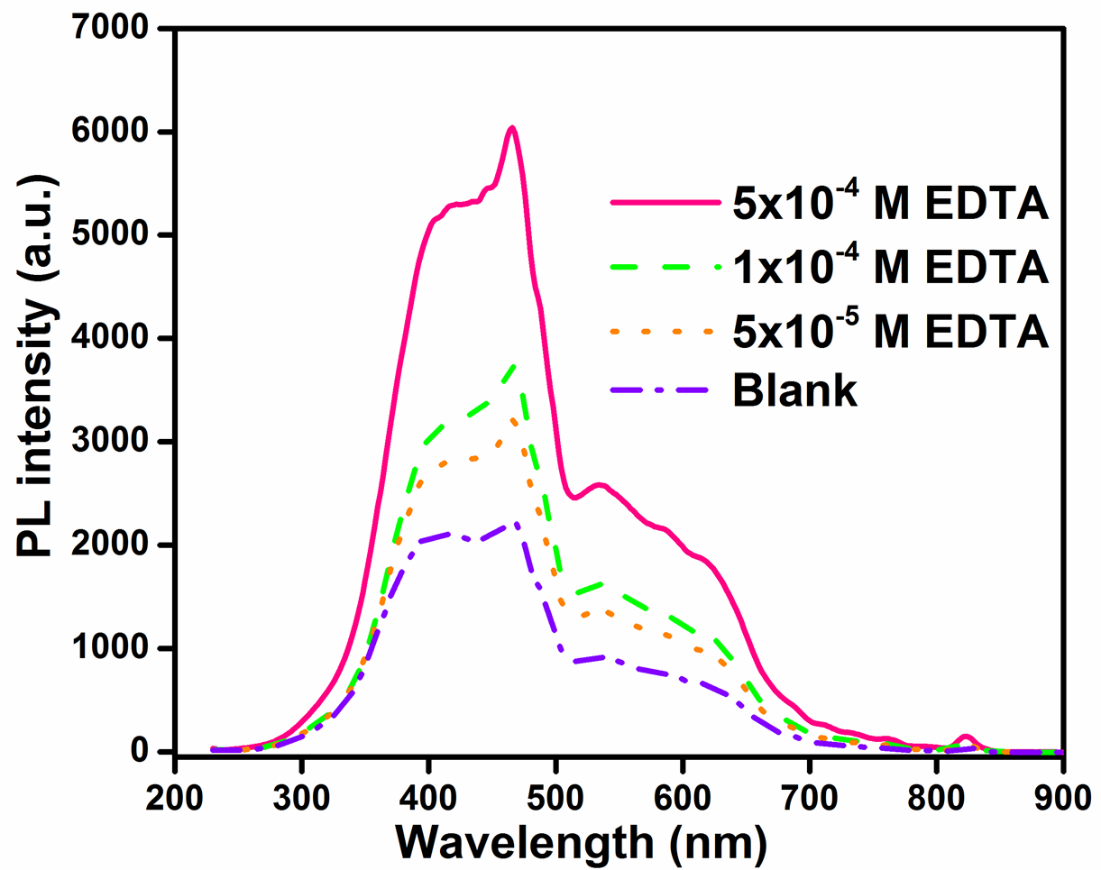 7000
6000
5000
4000
3000
2000
1000
0
PL intensity (a.u.)
5x10⁻⁴ M EDTA
1x10⁻⁴ M EDTA
5x10⁻⁵ M EDTA
Blank
200 300 400 500 600 700 800 900
Wavelength (nm)